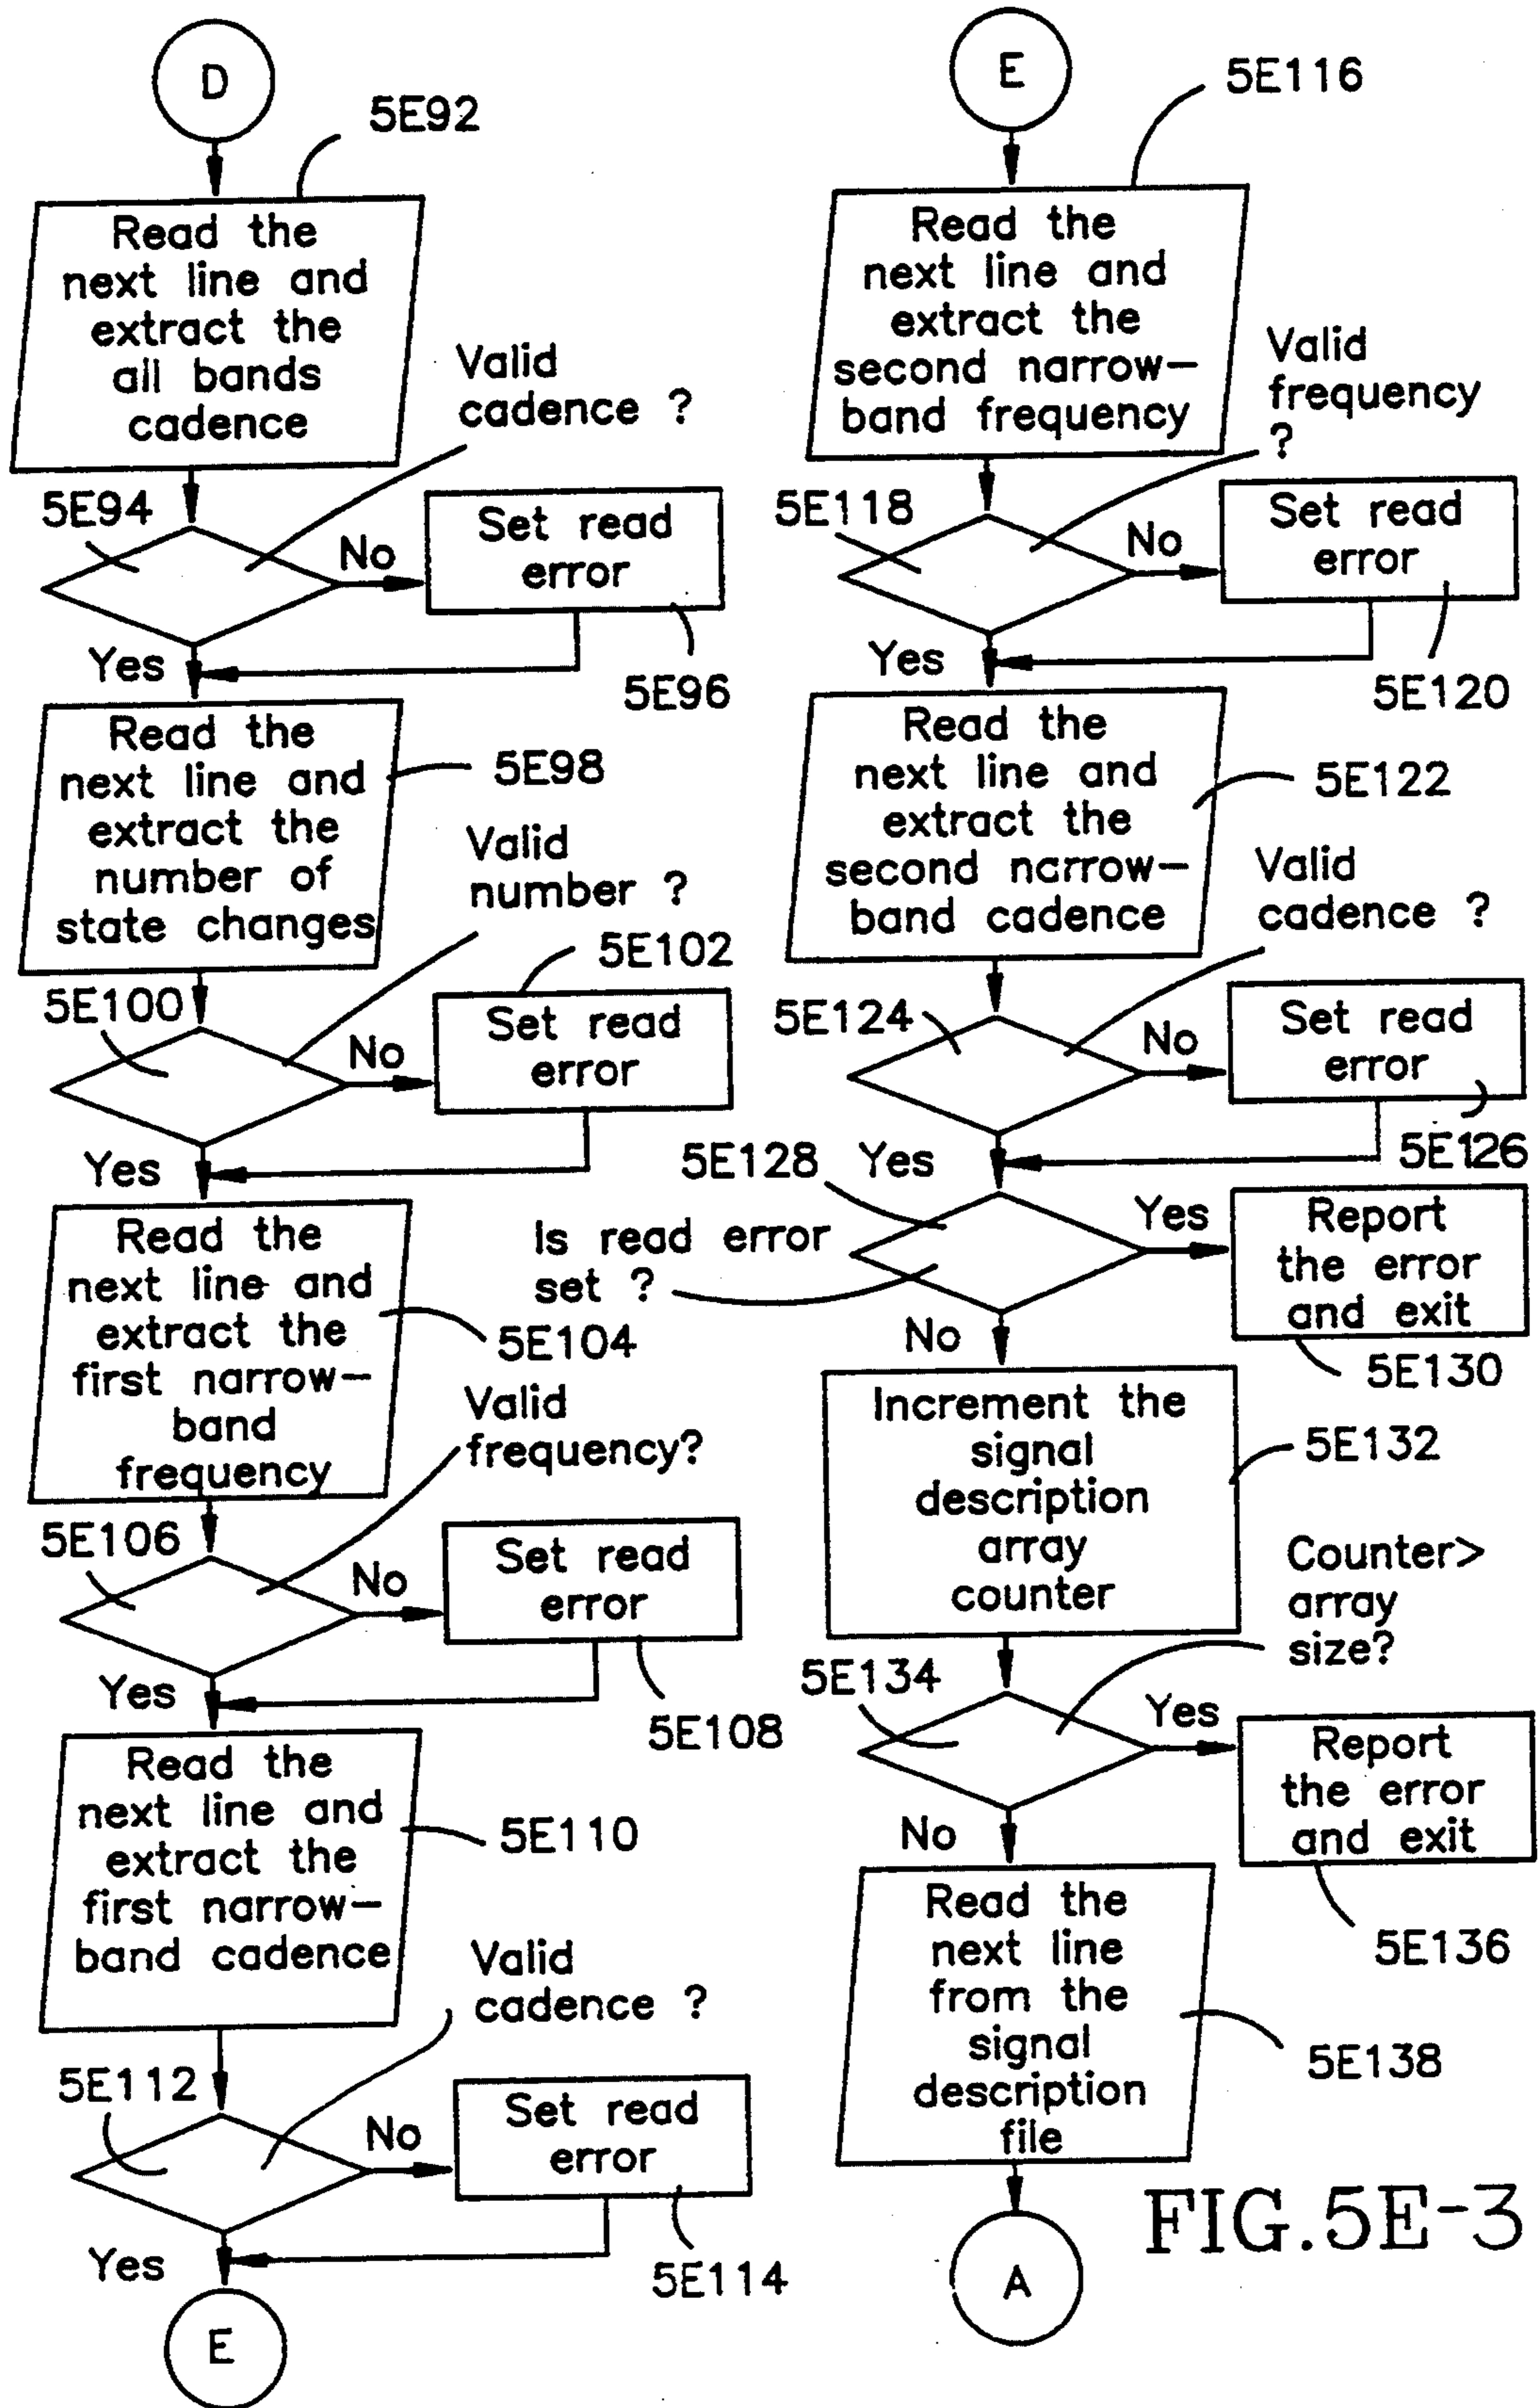 D
5E92
Read the
next line and
extract the
all bands
cadence
Valid
cadence ?
5E94
No
Set read
error
Yes
5E96
Read the
next line and
extract the
number of
state changes
5E98
Valid
number ?
5E102
5E100
No
Set read
error
Yes
Read the
next line and
extract the
first narrow-
band
frequency
5E104
Valid
frequency?
5E106
No
Set read
error
Yes
5E108
Read the
next line and
extract the
first narrow-
band cadence
5E110
Valid
cadence ?
5E112
No
Set read
error
Yes
5E114
E
E
5E116
Read the
next line and
extract the
second narrow-
band frequency
Valid
frequency
?
5E118
No
Set read
error
Yes
5E120
Read the
next line and
extract the
second narrow-
band cadence
5E122
Valid
cadence ?
5E124
No
Set read
error
5E126
Yes
5E128
Is read error
set ?
Yes
Report
the error
and exit
5E130
No
Increment the
signal
description
array
counter
5E132
Counter>
array
size?
5E134
Yes
Report
the error
and exit
5E136
No
Read the
next line
from the
signal
description
file
5E138
A
FIG.5E-3